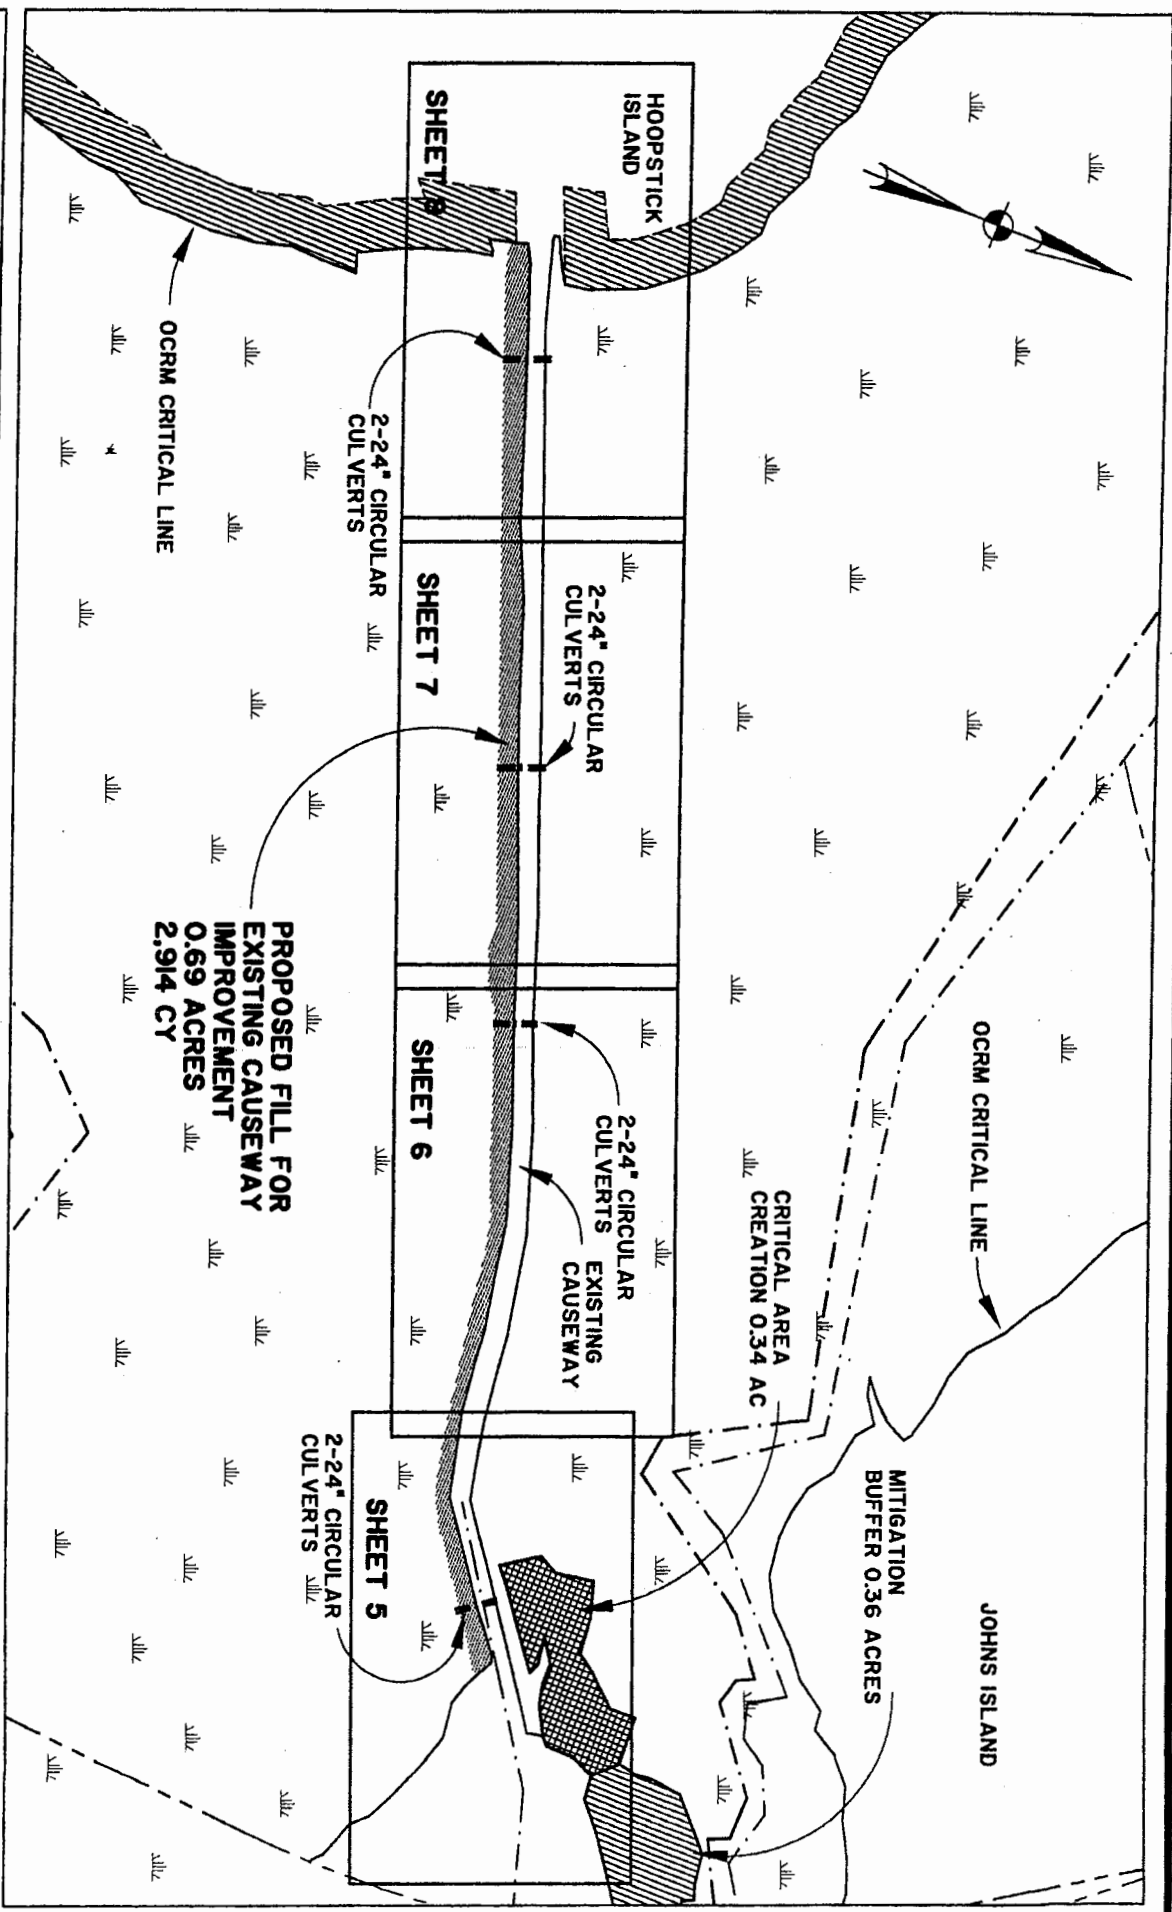 HOOPSTICK
ISLAND
SHEET 8
OCRM CRITICAL LINE
2-24" CIRCULAR
CULVERTS
SHEET 7
2-24" CIRCULAR
CULVERTS
PROPOSED FILL FOR
EXISTING CAUSEWAY
IMPROVEMENT
0.69 ACRES
2,914 CY
SHEET 6
2-24" CIRCULAR
CULVERTS
EXISTING
CAUSEWAY
OCRM CRITICAL LINE
CRITICAL AREA
CREATION 0.34 AC
2-24" CIRCULAR
CULVERTS
SHEET 5
MITIGATION
BUFFER 0.36 ACRES
JOHNS ISLAND